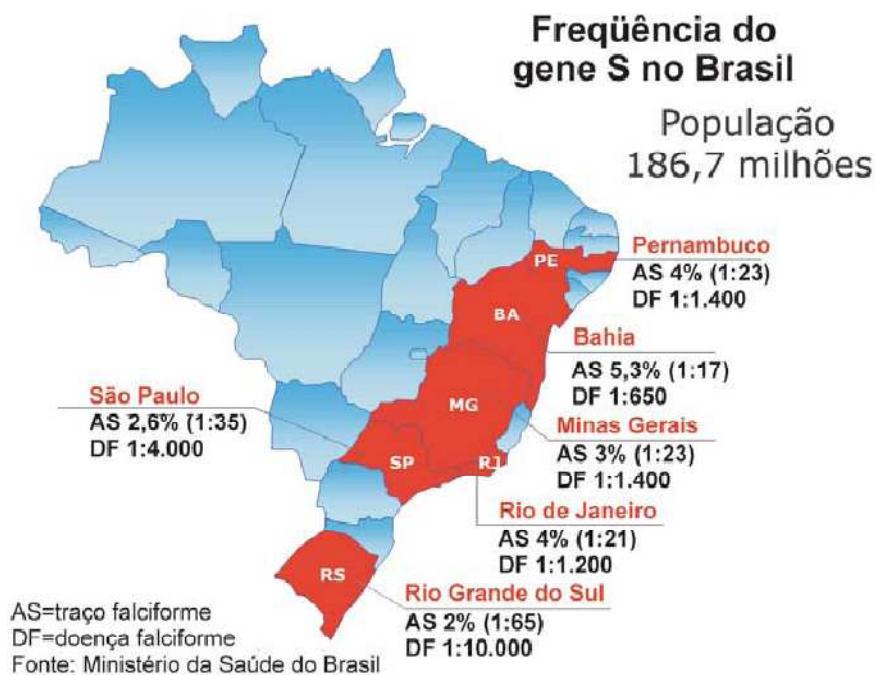 Freqüência do
gene S no Brasil
População
186,7 milhões
Pernambuco
AS 4% (1:23)
DF 1:1.400
PE
BA
Bahia
AS 5,3% (1:17)
DF 1:650
São Paulo
AS 2,6% (1:35)
DF 1:4.000
MG
Minas Gerais
AS 3% (1:23)
DF 1:1.400
SP
RJ
Rio de Janeiro
AS 4% (1:21)
DF 1:1.200
RS
Rio Grande do Sul
AS 2% (1:65)
DF 1:10.000
AS=traço falciforme
DF=doença falciforme
Fonte: Ministério da Saúde do Brasil